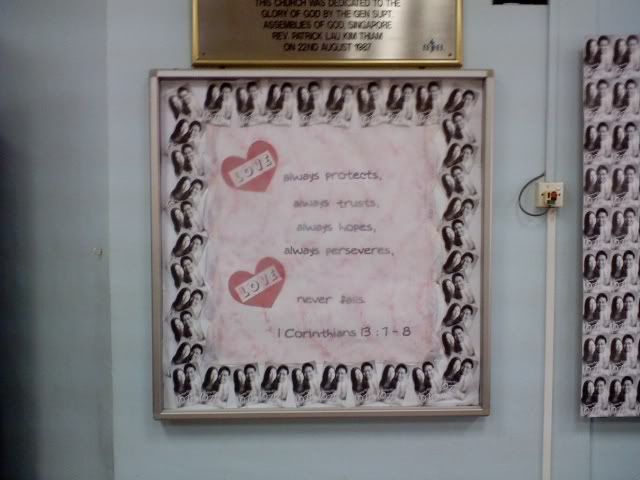 THIS CHURCH WAS DEDICATED TO THE
GLORY OF GOD BY THE GEN SUPT.
ASSEMBLIES OF GOD, SINGAPORE
REV. PATRICK LAU KIM THIAM
ON 22ND AUGUST 1987
LOVE always protects,
always trusts,
always hopes,
always perseveres,
LOVE never fails.
1 Corinthians 13 : 7 - 8